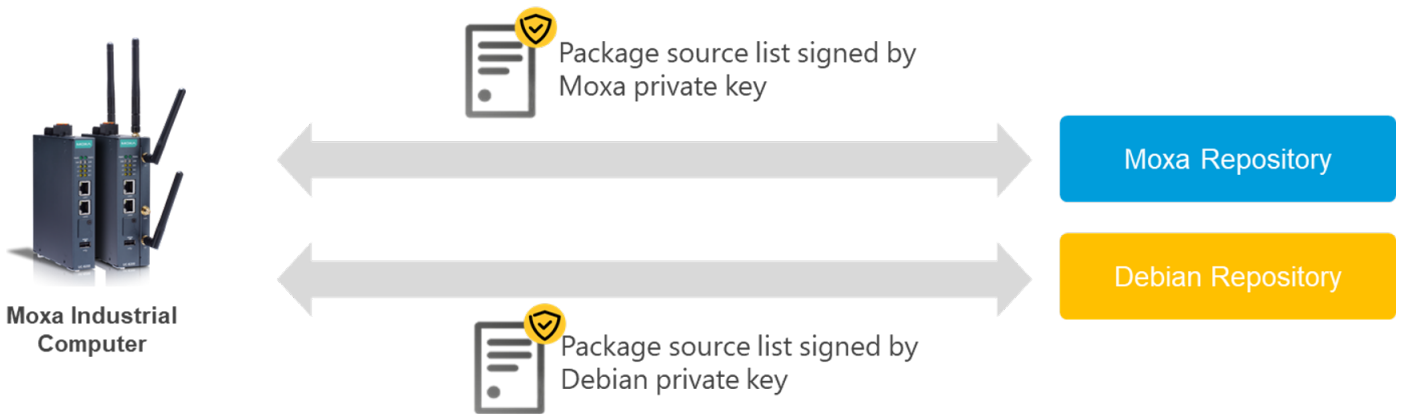 Package source list signed by
Moxa private key
Moxa Repository
Debian Repository
Moxa Industrial
Computer
Package source list signed by
Debian private key